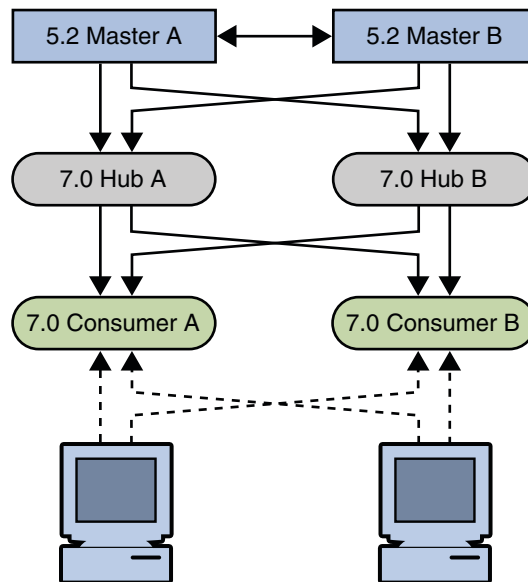 5.2 Master A
5.2 Master B
7.0 Hub A
7.0 Hub B
7.0 Consumer A
7.0 Consumer B